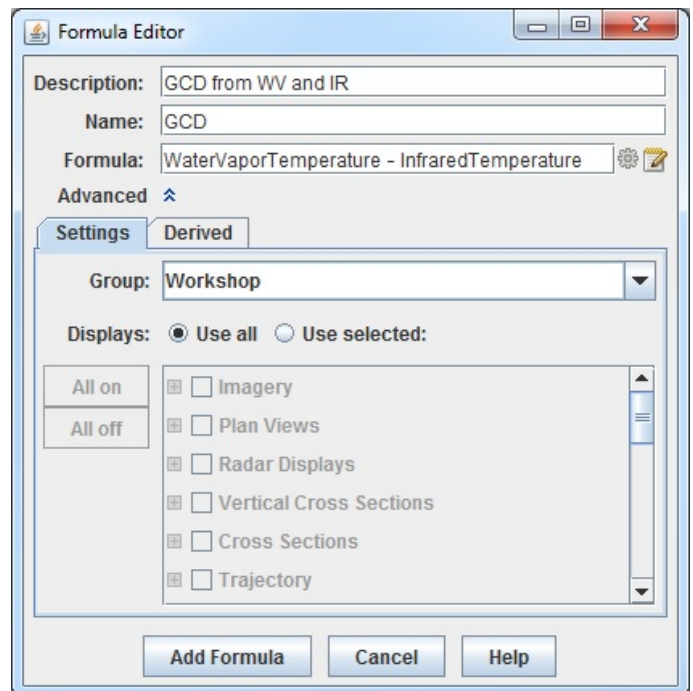 Formula Editor
Description: GCD from WV and IR
Name: GCD
Formula: WaterVaporTemperature - InfraredTemperature
Advanced
Settings Derived
Group: Workshop
Displays: Use all Use selected:
All on Imagery
All off Plan Views
Radar Displays
Vertical Cross Sections
Cross Sections
Trajectory
Add Formula Cancel Help